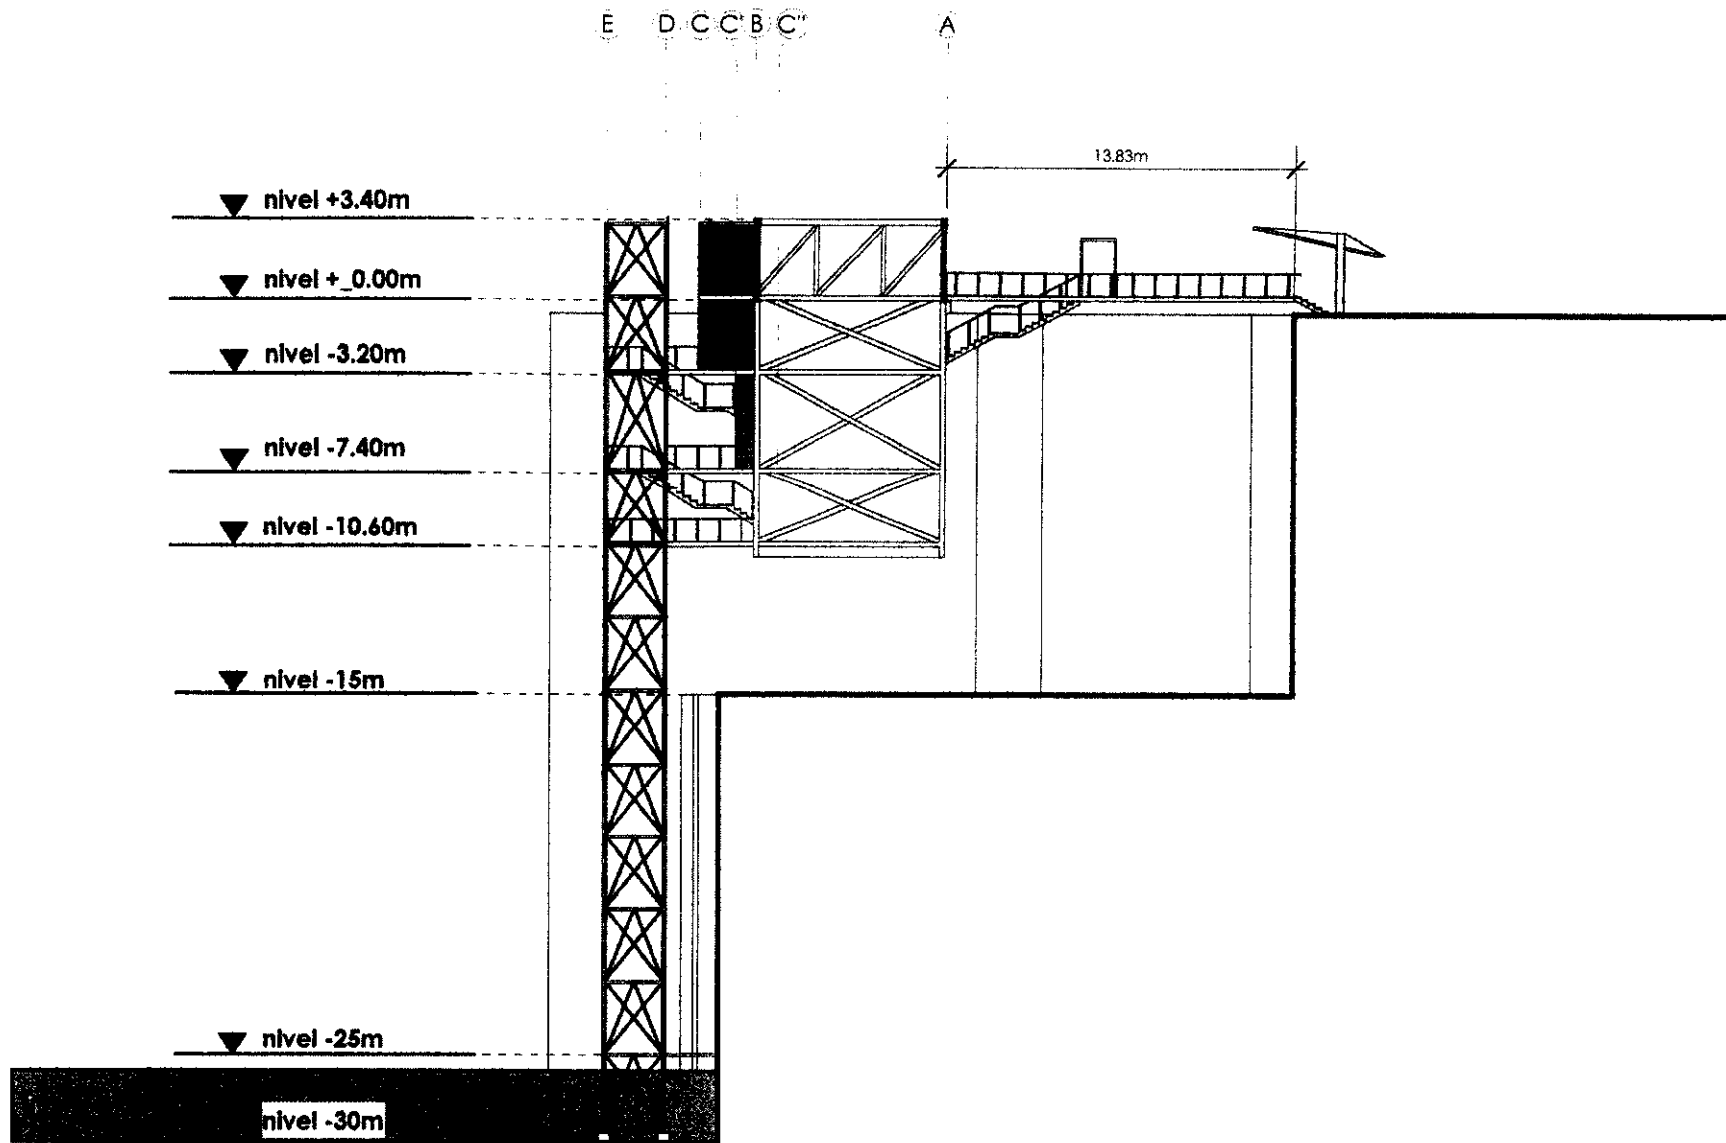 E D C C' B C" A
13.83m
nivel +3.40m
nivel +_0.00m
nivel -3.20m
nivel -7.40m
nivel -10.60m
nivel -15m
nivel -25m
nivel -30m